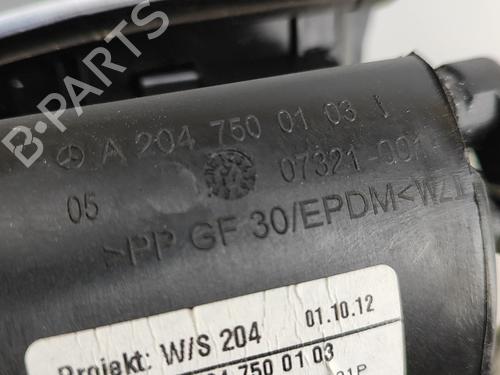 A 204 750 01 03
05
07321-001
>PP GF 30/EPDM<
Projekt: W/S 204 01.10.12
204 750 01 03
B